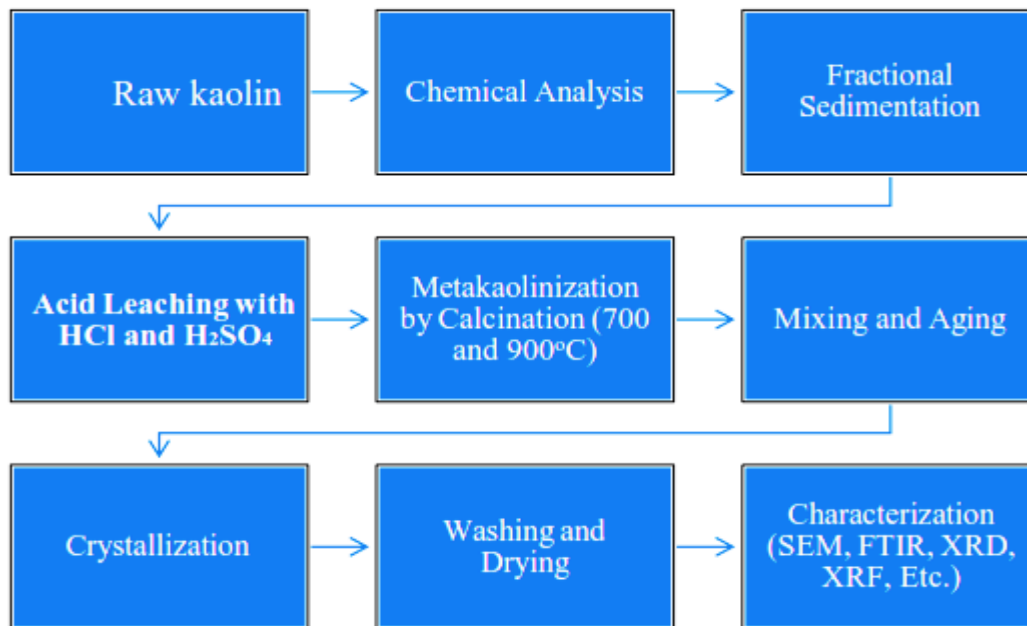 Raw kaolin
Chemical Analysis
Fractional
Sedimentation
Acid Leaching with
HCl and H₂SO₄
Metakaolinization
by Calcination (700
and 900°C)
Mixing and Aging
Crystallization
Washing and
Drying
Characterization
(SEM, FTIR, XRD,
XRF, Etc.)